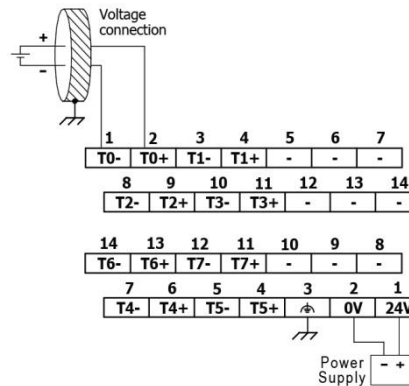 Voltage
connection
+
-
1 2 3 4 5 6 7
T0- T0+ T1- T1+ - - -
8 9 10 11 12 13 14
T2- T2+ T3- T3+ - - -
14 13 12 11 10 9 8
T6- T6+ T7- T7+ - - -
7 6 5 4 3 2 1
T4- T4+ T5- T5+ 0V 24V
- +
Power
Supply